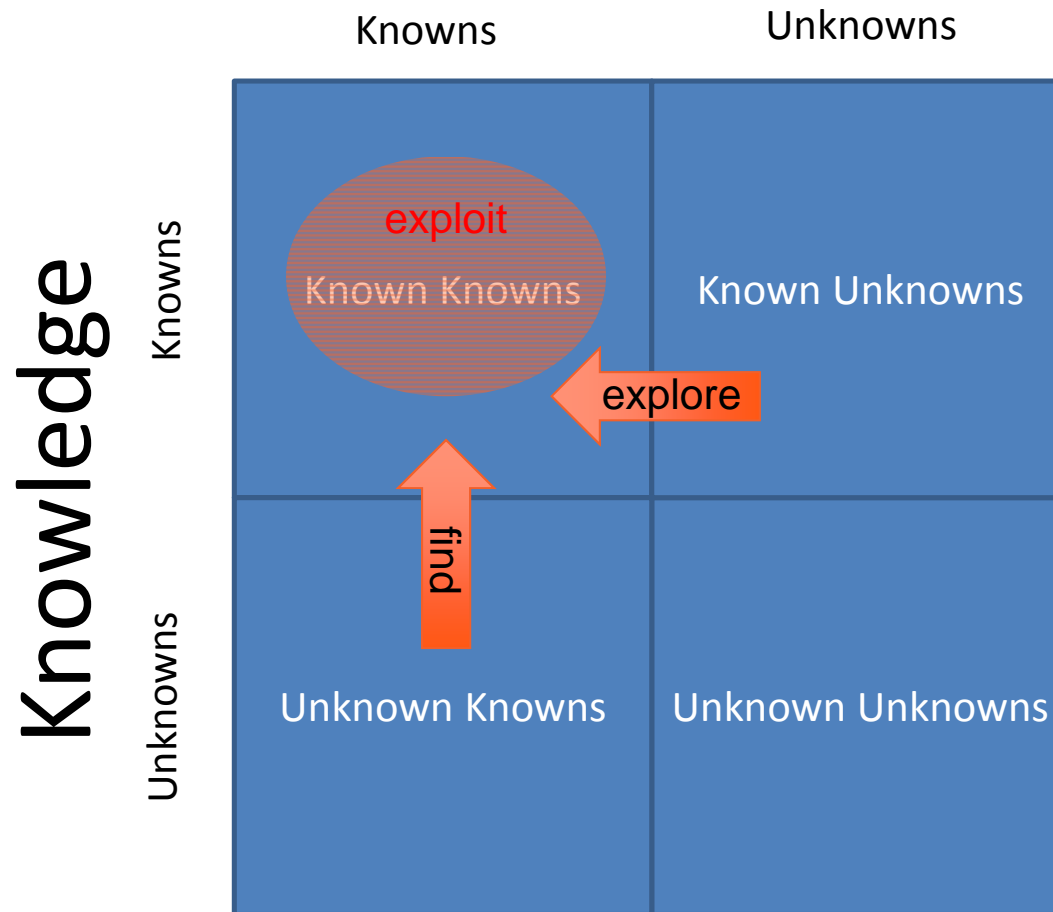 Knowns
Unknowns
Knowledge
Knowns
exploit
Known Knowns
Known Unknowns
explore
find
Unknowns
Unknown Knowns
Unknown Unknowns